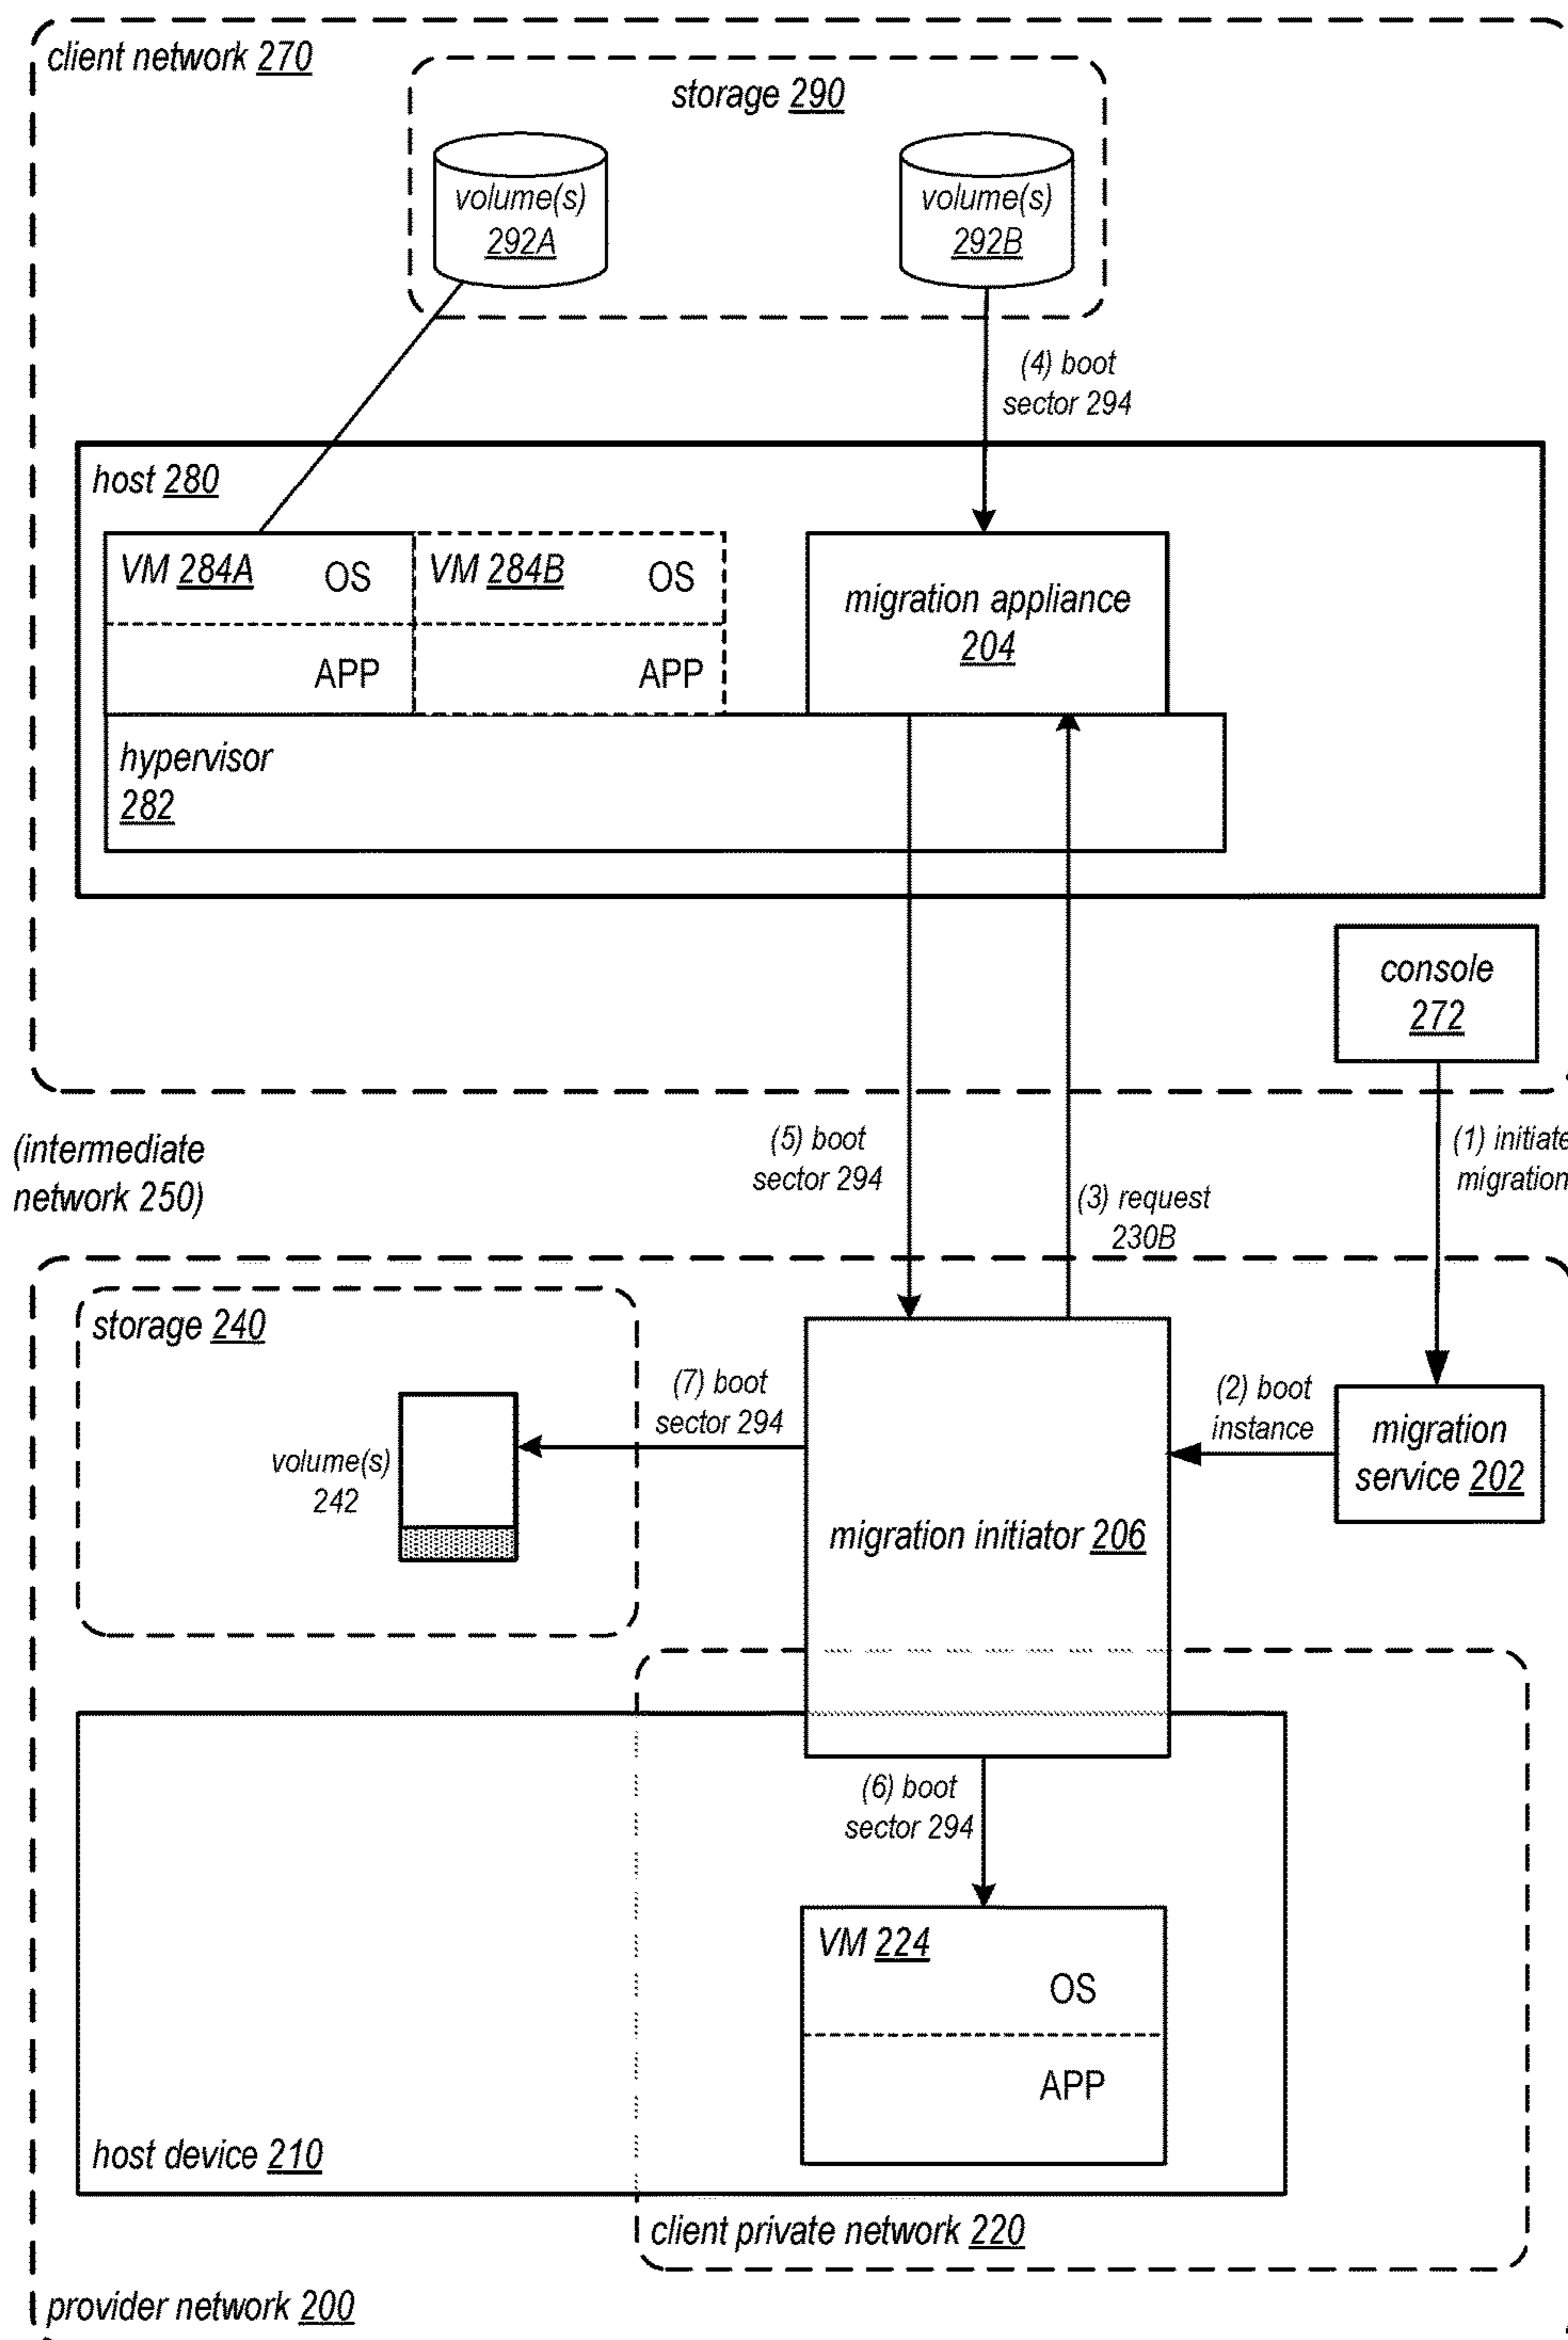 client network 270
storage 290
volume(s)
292A
volume(s)
292B
(4) boot
sector 294
host 280
VM 284A
OS
VM 284B
OS
APP
APP
migration appliance
204
hypervisor
282
console
272
(intermediate
network 250)
(5) boot
sector 294
(3) request
230B
(1) initiate
migration
storage 240
volume(s)
242
(7) boot
sector 294
(2) boot
instance
migration
service 202
migration initiator 206
(6) boot
sector 294
VM 224
OS
APP
host device 210
client private network 220
provider network 200